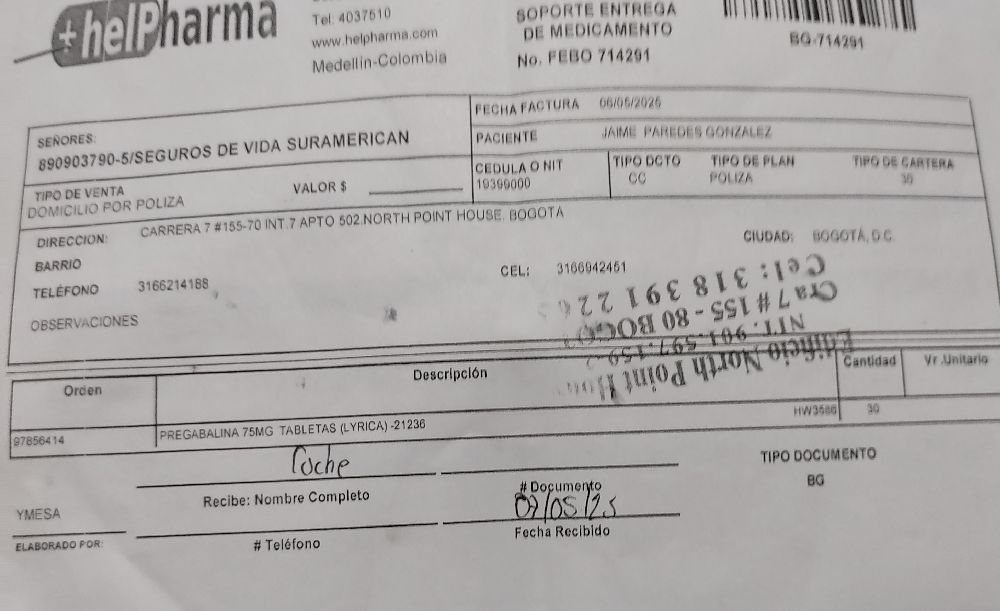 helPharma
Tel: 4037510
www.helpharma.com
Medellin-Colombia
SOPORTE ENTREGA
DE MEDICAMENTO
No. FEBO 714291
BG-714291
SEÑORES:
890903790-5/SEGUROS DE VIDA SURAMERICAN
FECHA FACTURA 06/05/2025
PACIENTE JAIME PAREDES GONZALEZ
TIPO DE VENTA
DOMICILIO POR POLIZA
VALOR $
CEDULA O NIT
19399000
TIPO DCTO
CC
TIPO DE PLAN
POLIZA
TIPO DE CARTERA
30
DIRECCION: CARRERA 7 #155-70 INT.7 APTO 502.NORTH POINT HOUSE. BOGOTÁ
CIUDAD: BOGOTÁ, D.C.
BARRIO
TELÉFONO 3166214188
CEL: 3166942451
OBSERVACIONES
Edificio North Point
NIT. 901.597.159-
Cra 7 # 155 - 80
Cel: 318 391 22
Orden
Descripción
Cantidad
Vr.Unitario
97856414
PREGABALINA 75MG TABLETAS (LYRICA) -21236
HW3586
30
Recibe: Nombre Completo
# Documento
TIPO DOCUMENTO
BG
YMESA
ELABORADO POR:
# Teléfono
07/05/25
Fecha Recibido